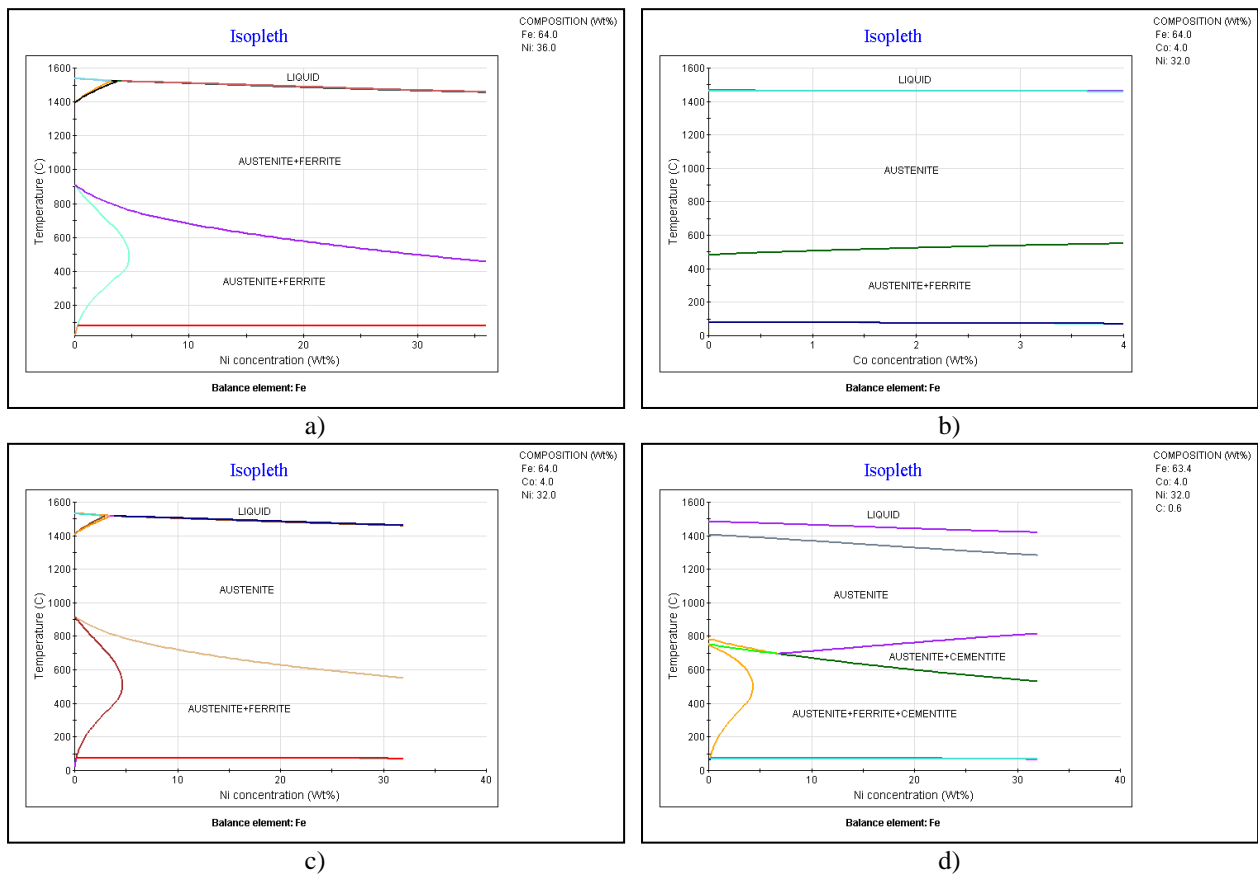 Isopleth
COMPOSITION (Wt%)
Fe: 64.0
Ni: 36.0
1600
1400
1200
1000
800
600
400
200
Temperature (C)
LIQUID
AUSTENITE+FERRITE
AUSTENITE+FERRITE
0
10
20
30
Ni concentration (Wt%)
Balance element: Fe
a)
Isopleth
COMPOSITION (Wt%)
Fe: 64.0
Co: 4.0
Ni: 32.0
1600
1400
1200
1000
800
600
400
200
0
Temperature (C)
LIQUID
AUSTENITE
AUSTENITE+FERRITE
0
1
2
3
4
Co concentration (Wt%)
Balance element: Fe
b)
Isopleth
COMPOSITION (Wt%)
Fe: 64.0
Co: 4.0
Ni: 32.0
1600
1400
1200
1000
800
600
400
200
0
Temperature (C)
LIQUID
AUSTENITE
AUSTENITE+FERRITE
0
10
20
30
40
Ni concentration (Wt%)
Balance element: Fe
c)
Isopleth
COMPOSITION (Wt%)
Fe: 63.4
Co: 4.0
Ni: 32.0
C: 0.6
1600
1400
1200
1000
800
600
400
200
0
Temperature (C)
LIQUID
AUSTENITE
AUSTENITE+CEMENTITE
AUSTENITE+FERRITE+CEMENTITE
0
10
20
30
40
Ni concentration (Wt%)
Balance element: Fe
d)